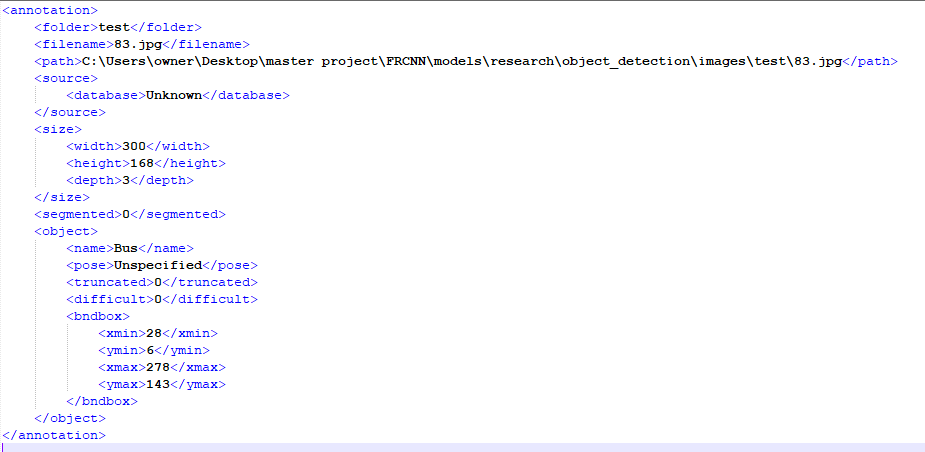 <annotation>
    <folder>test</folder>
    <filename>83.jpg</filename>
    <path>C:\Users\owner\Desktop\master project\FRCNN\models\research\object_detection\images\test\83.jpg</path>
    <source>
        <database>Unknown</database>
    </source>
    <size>
        <width>300</width>
        <height>168</height>
        <depth>3</depth>
    </size>
    <segmented>0</segmented>
    <object>
        <name>Bus</name>
        <pose>Unspecified</pose>
        <truncated>0</truncated>
        <difficult>0</difficult>
        <bndbox>
            <xmin>28</xmin>
            <ymin>6</ymin>
            <xmax>278</xmax>
            <ymax>143</ymax>
        </bndbox>
    </object>
</annotation>